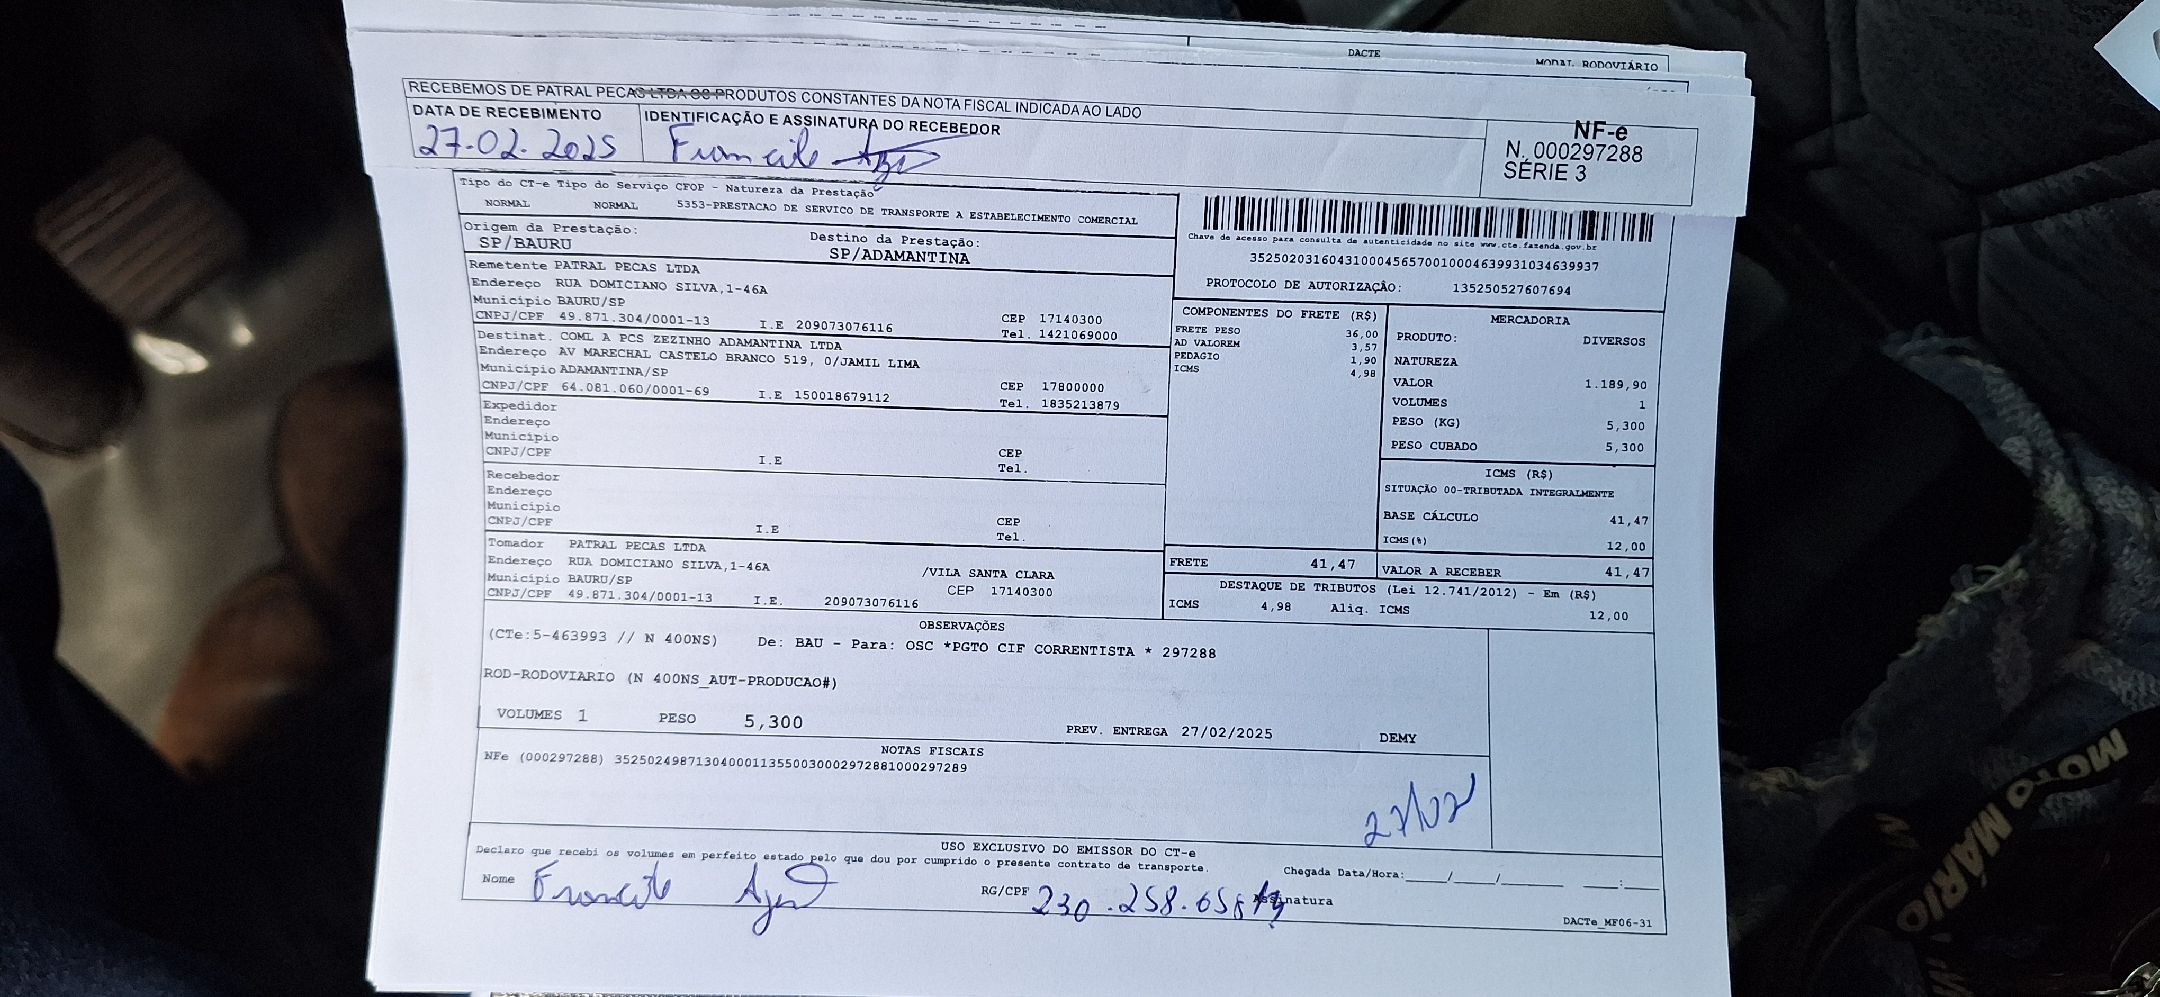 DACTE
MODAL RODOVIÁRIO
RECEBEMOS DE PATRAL PECAS LTDA OS PRODUTOS CONSTANTES DA NOTA FISCAL INDICADA AO LADO
DATA DE RECEBIMENTO
27.02.2025
IDENTIFICAÇÃO E ASSINATURA DO RECEBEDOR
NF-e
N. 000297288
SÉRIE 3
Tipo do CT-e Tipo do Serviço CFOP - Natureza da Prestação
NORMAL NORMAL 5353-PRESTACAO DE SERVICO DE TRANSPORTE A ESTABELECIMENTO COMERCIAL
Origem da Prestação:
SP/BAURU
Destino da Prestação:
SP/ADAMANTINA
Chave de acesso para consulta de autenticidade no site www.cte.fazenda.gov.br
35250203160431000456570010004639931034639937
PROTOCOLO DE AUTORIZAÇÃO: 135250527607694
Remetente PATRAL PECAS LTDA
Endereço RUA DOMICIANO SILVA,1-46A
Município BAURU/SP CEP 17140300
CNPJ/CPF 49.871.304/0001-13 I.E 209073076116 Tel. 1421069000
Destinat. COML A PCS ZEZINHO ADAMANTINA LTDA
Endereço AV MARECHAL CASTELO BRANCO 519, 0/JAMIL LIMA
Município ADAMANTINA/SP CEP 17800000
CNPJ/CPF 64.081.060/0001-69 I.E 150018679112 Tel. 1835213879
Expedidor
Endereço
Município CEP
CNPJ/CPF I.E Tel.
Recebedor
Endereço
Município CEP
CNPJ/CPF I.E Tel.
Tomador PATRAL PECAS LTDA
Endereço RUA DOMICIANO SILVA,1-46A /VILA SANTA CLARA
Município BAURU/SP CEP 17140300
CNPJ/CPF 49.871.304/0001-13 I.E. 209073076116
COMPONENTES DO FRETE (R$)
FRETE PESO 36,00
AD VALOREM 3,57
PEDAGIO 1,90
ICMS 4,98
MERCADORIA
PRODUTO: DIVERSOS
NATUREZA
VALOR 1.189,90
VOLUMES 1
PESO (KG) 5,300
PESO CUBADO 5,300
ICMS (R$)
SITUAÇÃO 00-TRIBUTADA INTEGRALMENTE
BASE CÁLCULO 41,47
ICMS(%) 12,00
FRETE 41,47 VALOR A RECEBER 41,47
DESTAQUE DE TRIBUTOS (Lei 12.741/2012) - Em (R$)
ICMS 4,98 Aliq. ICMS 12,00
OBSERVAÇÕES
(CTe:5-463993 // N 400NS) De: BAU - Para: OSC *PGTO CIF CORRENTISTA * 297288
ROD-RODOVIARIO (N 400NS_AUT-PRODUCAO#)
VOLUMES 1 PESO 5,300 PREV. ENTREGA 27/02/2025 DEMY
NOTAS FISCAIS
NFe (000297288) 35250249871304000113550030002972881000297289
27/02
USO EXCLUSIVO DO EMISSOR DO CT-e
Declaro que recebi os volumes em perfeito estado pelo que dou por cumprido o presente contrato de transporte.
Chegada Data/Hora:____/____/______ ___:___
Nome
RG/CPF 230.258.658
Assinatura
DACTe_MF06-31
MOTO MÁRIO